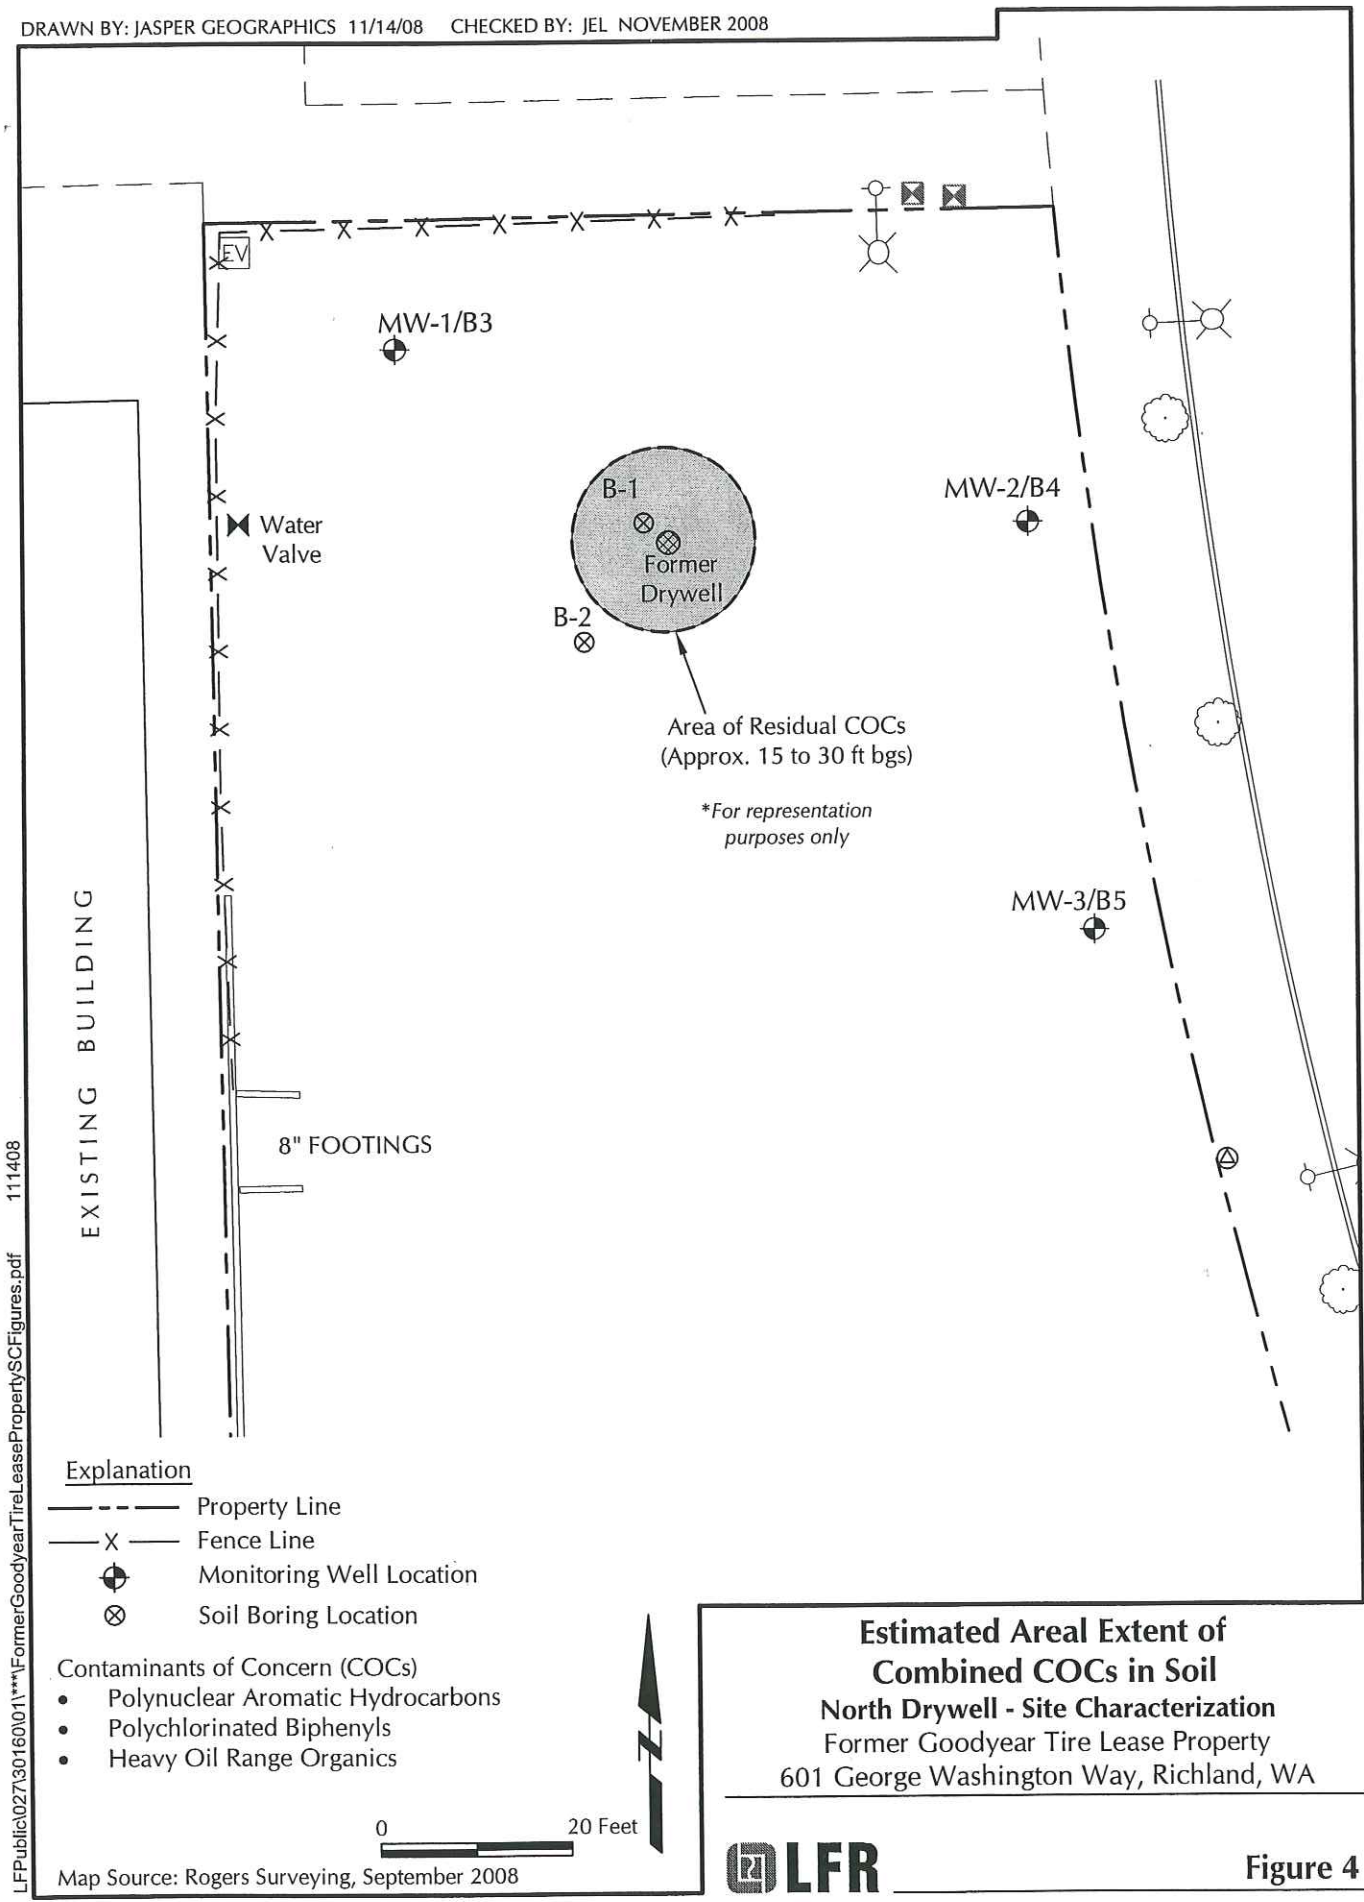 DRAWN BY: JASPER GEOGRAPHICS 11/14/08 CHECKED BY: JEL NOVEMBER 2008
EV
MW-1/B3
B-1
MW-2/B4
Water
Valve
Former
Drywell
B-2
Area of Residual COCs
(Approx. 15 to 30 ft bgs)
*For representation
purposes only
MW-3/B5
EXISTING BUILDING
8" FOOTINGS
LFPublic\027\30160\01\***\FormerGoodyearTireLeasePropertySCFigures.pdf 111408
Explanation
Property Line
X Fence Line
Monitoring Well Location
Soil Boring Location
Contaminants of Concern (COCs)
• Polynuclear Aromatic Hydrocarbons
• Polychlorinated Biphenyls
• Heavy Oil Range Organics
N
0 20 Feet
Map Source: Rogers Surveying, September 2008
Estimated Areal Extent of
Combined COCs in Soil
North Drywell - Site Characterization
Former Goodyear Tire Lease Property
601 George Washington Way, Richland, WA
LFR
Figure 4